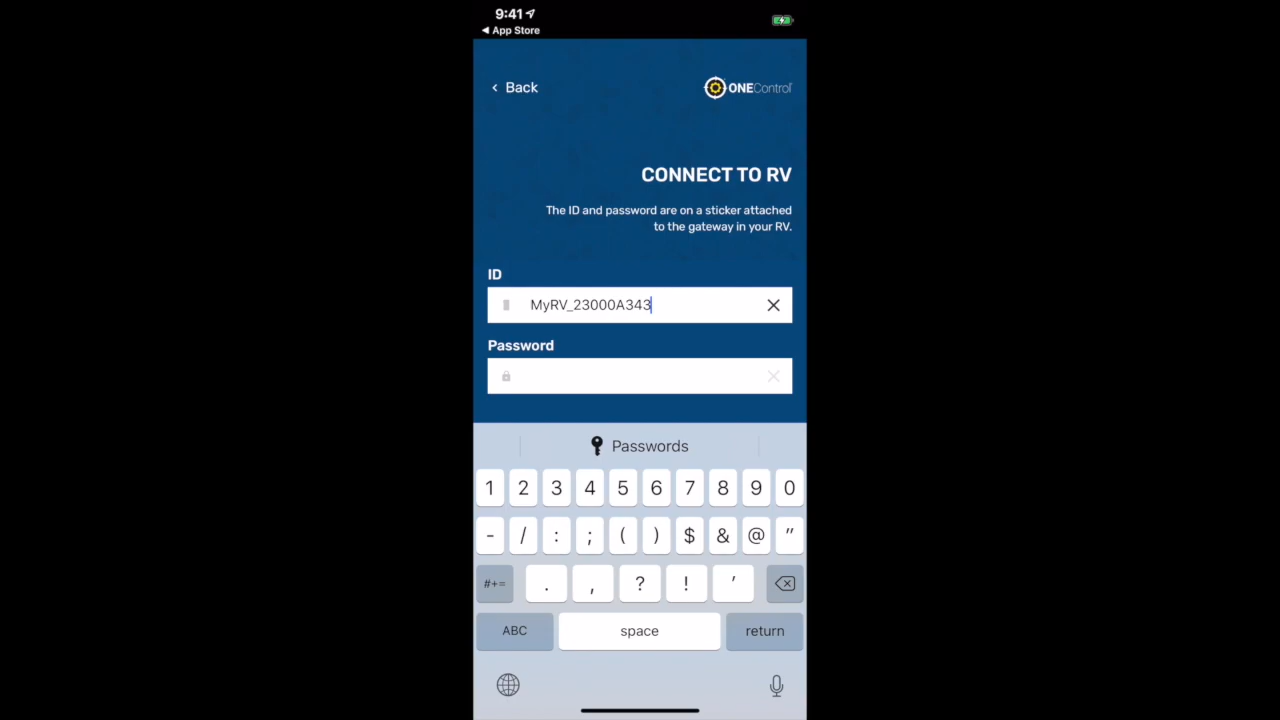 9:41
◀ App Store
< Back
ONEControl
CONNECT TO RV
The ID and password are on a sticker attached
to the gateway in your RV.
ID
MyRV_23000A343
Password
Passwords
1 2 3 4 5 6 7 8 9 0
- / : ; ( ) $ & @ "
#+= . , ? ! '
ABC space return